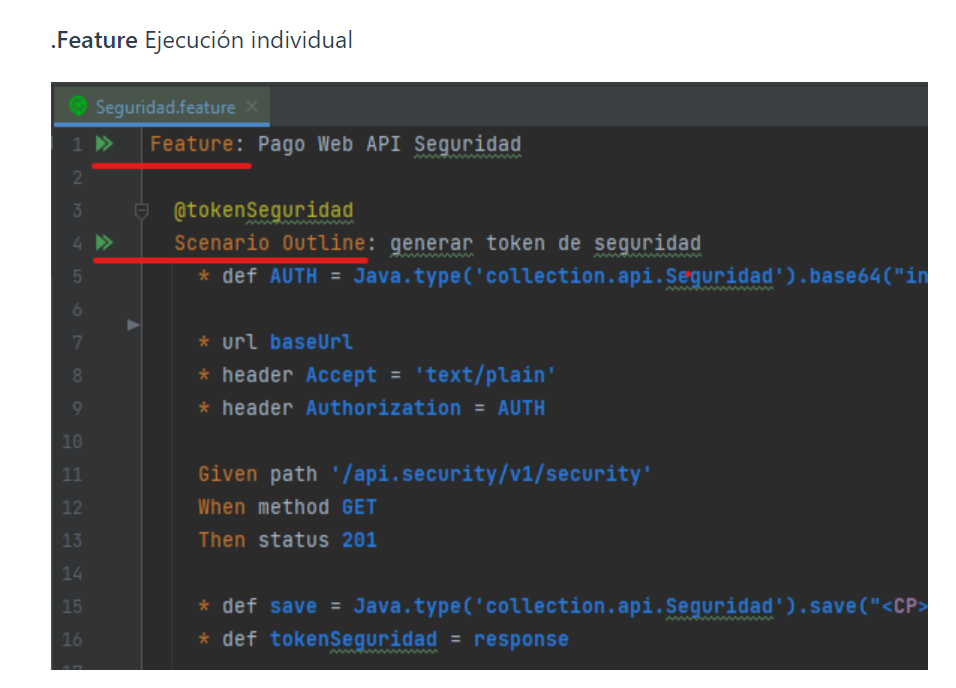 .Feature Ejecución individual
Seguridad.feature
1 Feature: Pago Web API Seguridad
2
3 @tokenSeguridad
4 Scenario Outline: generar token de seguridad
5 * def AUTH = Java.type('collection.api.Seguridad').base64("in
6
7 * url baseUrl
8 * header Accept = 'text/plain'
9 * header Authorization = AUTH
10
11 Given path '/api.security/v1/security'
12 When method GET
13 Then status 201
14
15 * def save = Java.type('collection.api.Seguridad').save("<CP>
16 * def tokenSeguridad = response
17